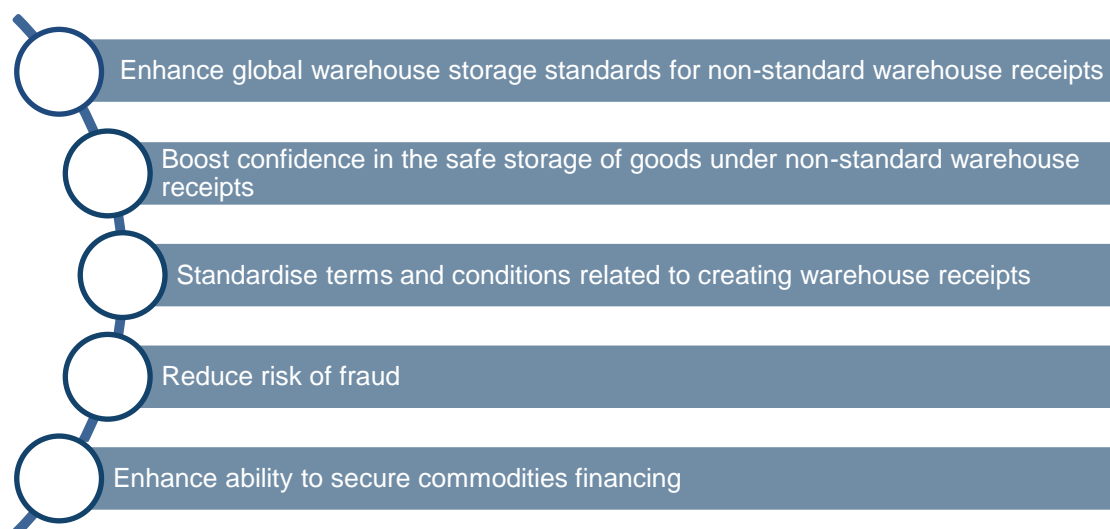 Enhance global warehouse storage standards for non-standard warehouse receipts
Boost confidence in the safe storage of goods under non-standard warehouse
receipts
Standardise terms and conditions related to creating warehouse receipts
Reduce risk of fraud
Enhance ability to secure commodities financing